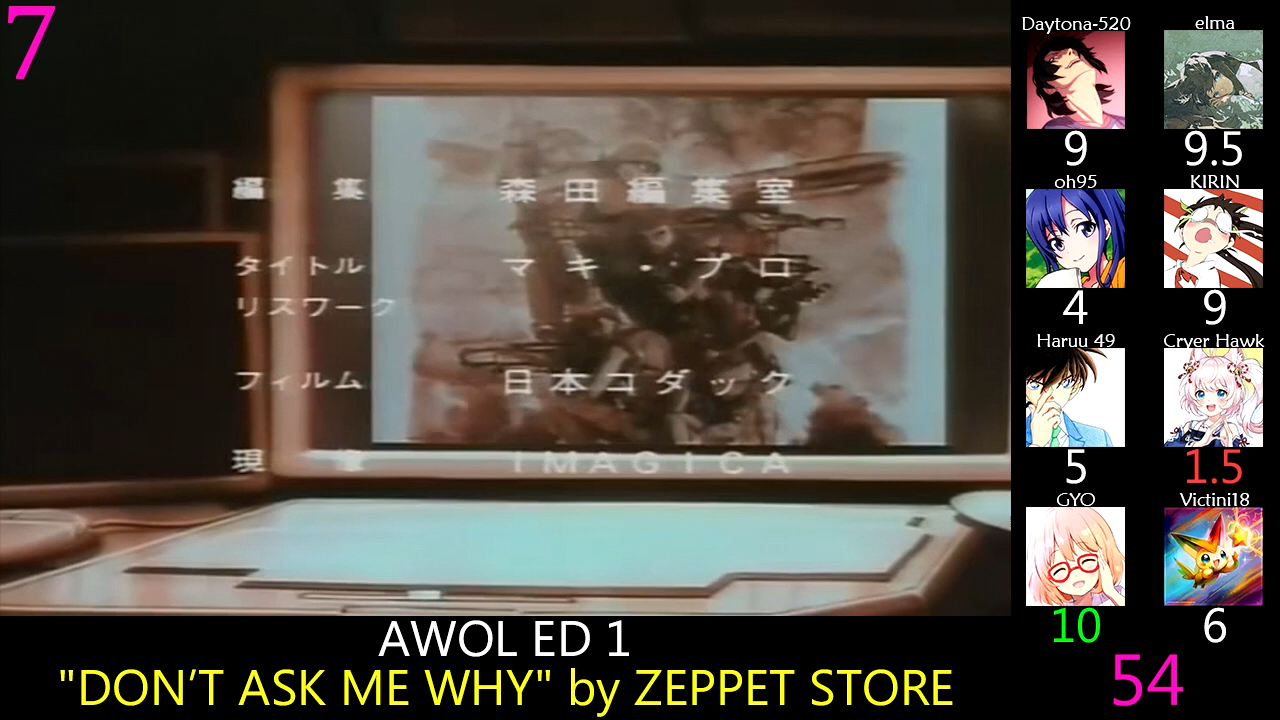 7
編 集 森田編集室
タイトル マキ・プロ
リスワーク
フィルム 日本コダック
現 像 IMAGICA
AWOL ED 1
"DON'T ASK ME WHY" by ZEPPET STORE
Daytona-520 elma
9 9.5
oh95 KIRIN
4 9
Haruu 49 Cryer Hawk
5 1.5
GYO Victini18
10 6
54